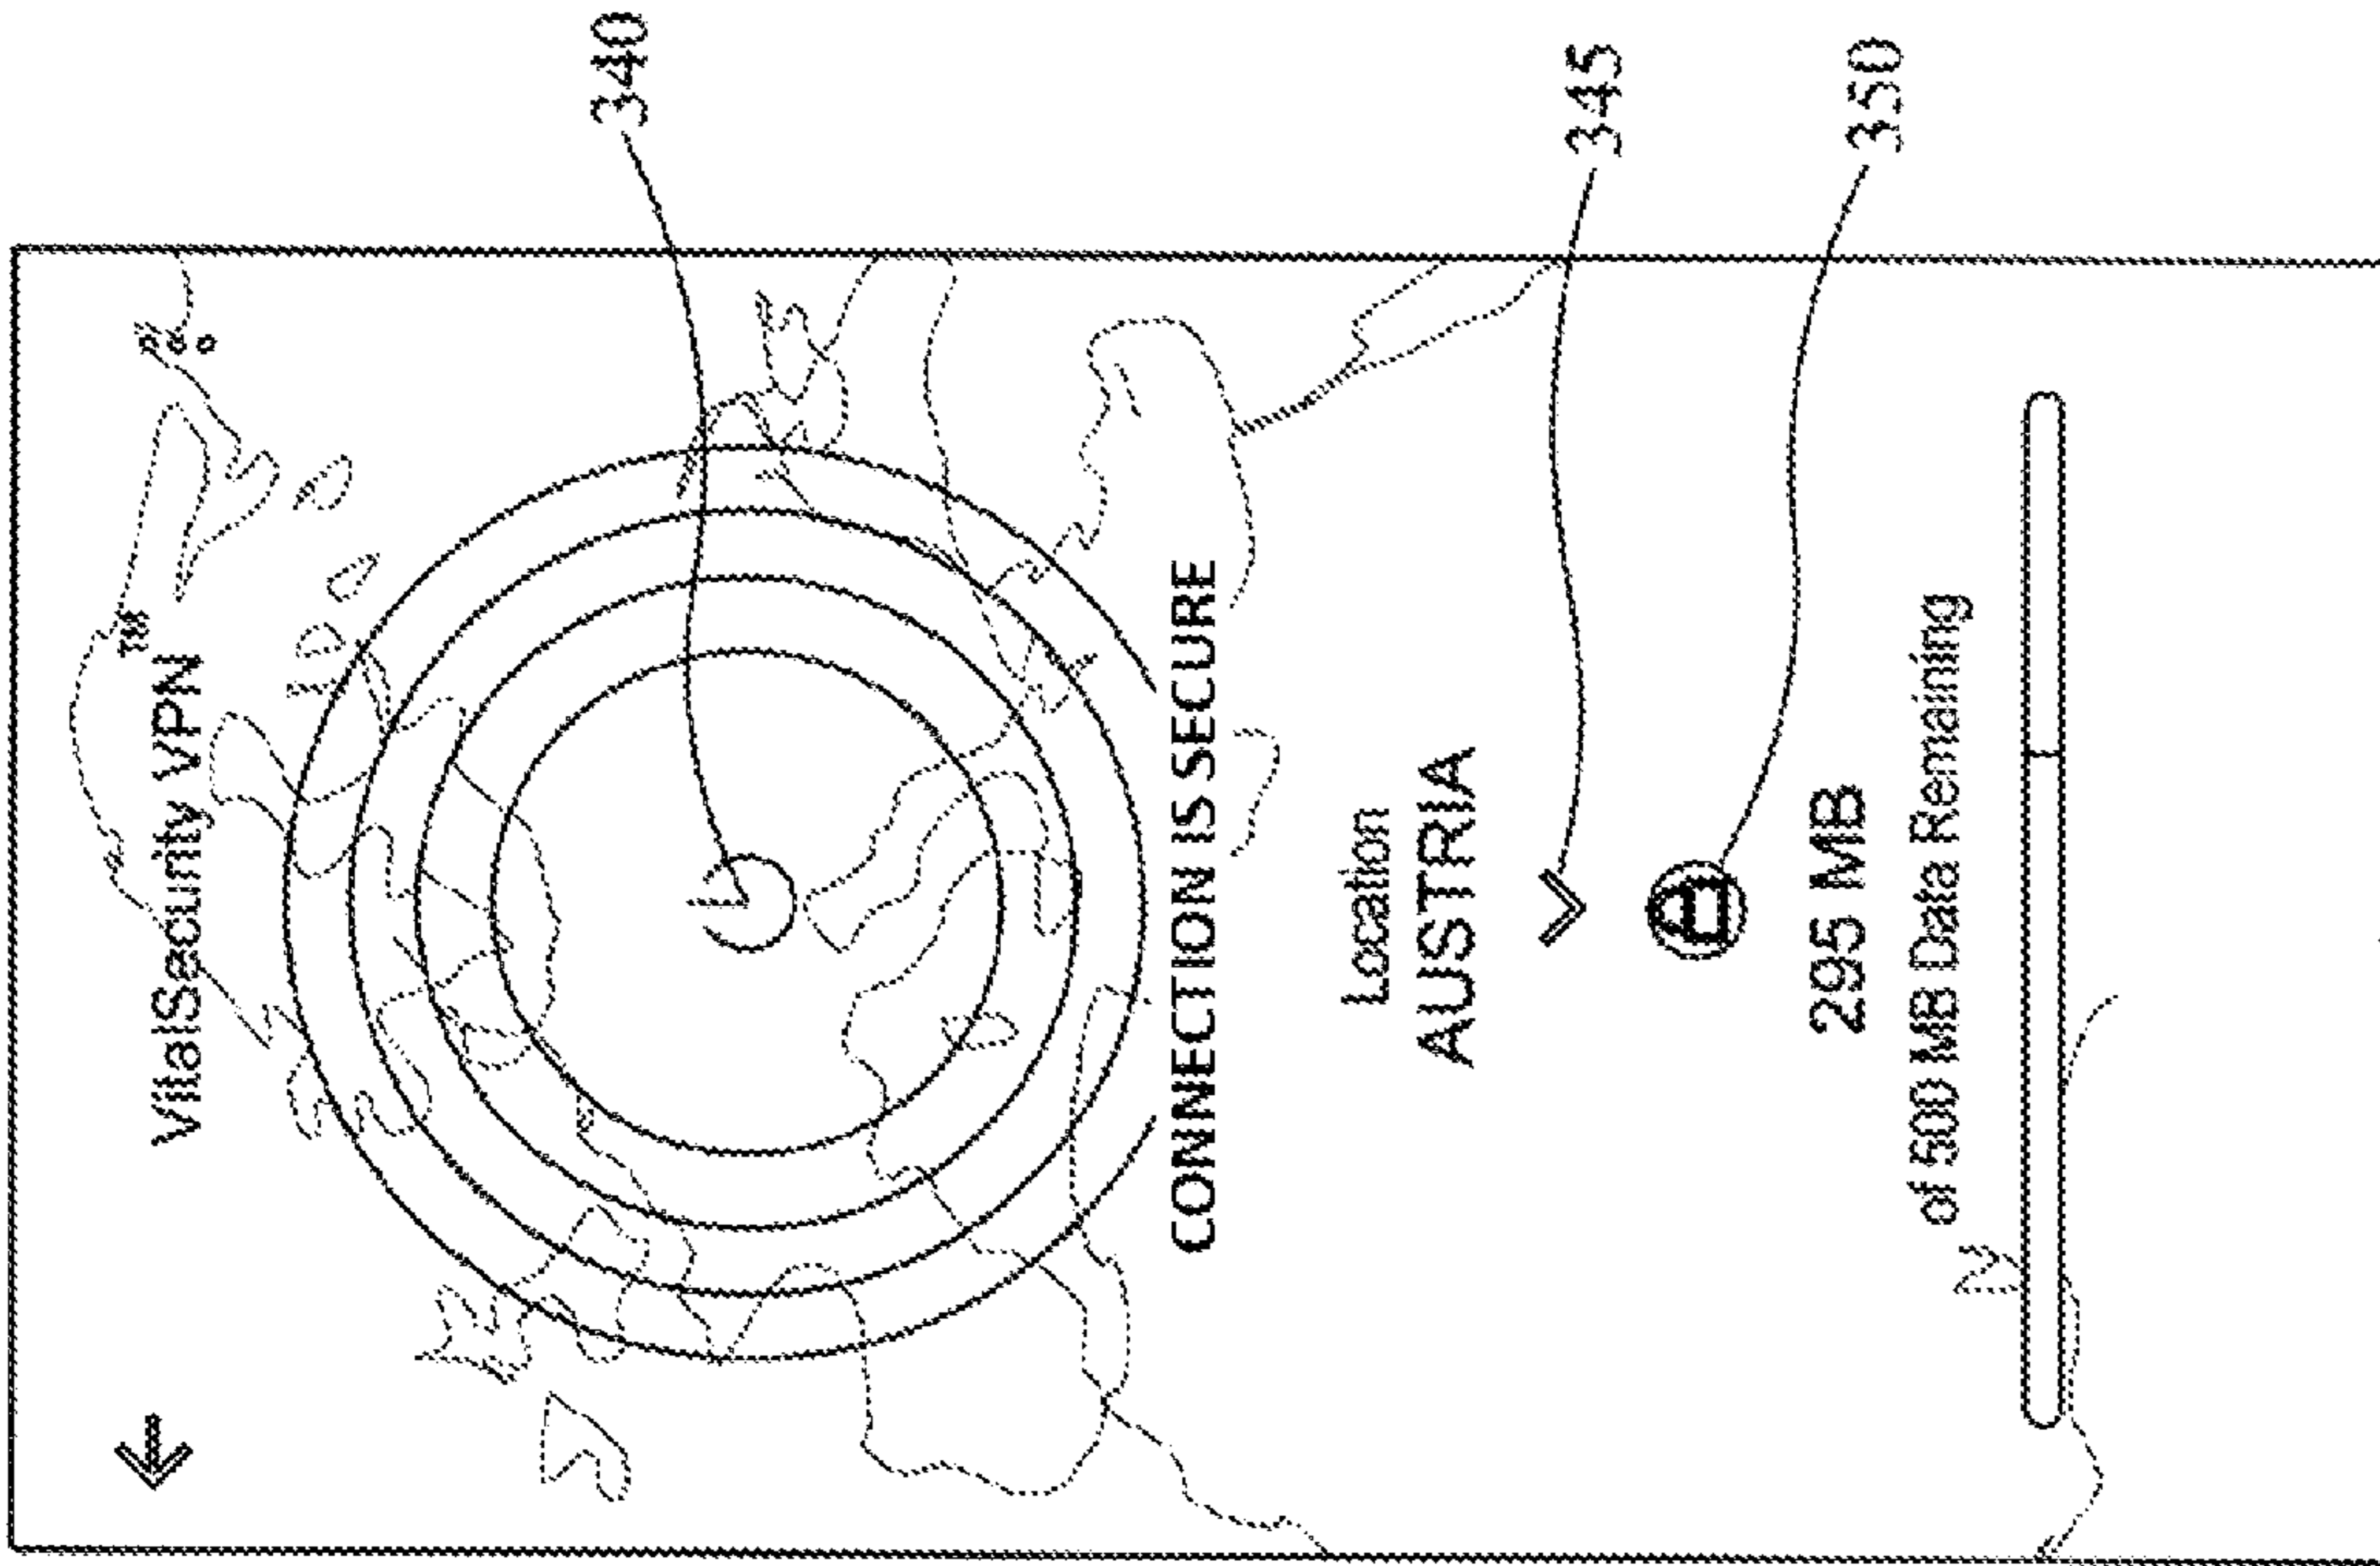 VitalSecurity VPN™
340
CONNECTION IS SECURE
Location
AUSTRIA
345
350
295 MB
of 500 MB Data Remaining